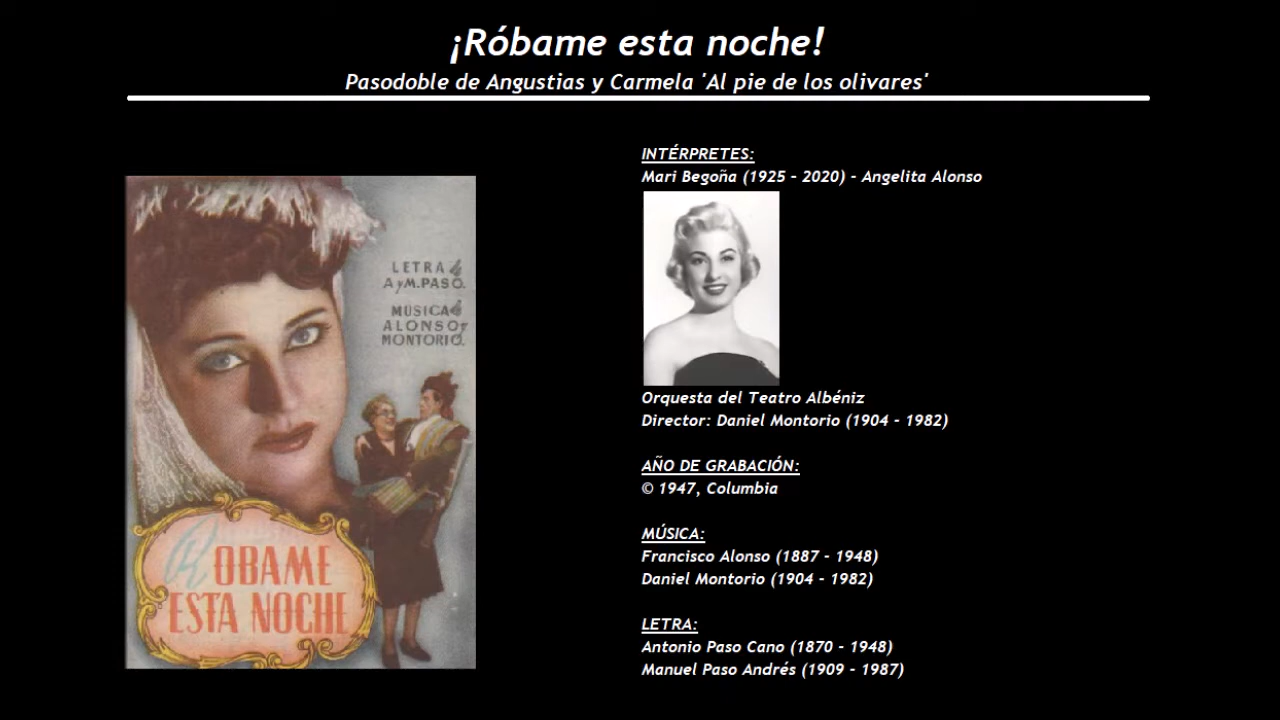 ¡Róbame esta noche!
Pasodoble de Angustias y Carmela 'Al pie de los olivares'
INTÉRPRETES:
Mari Begoña (1925 - 2020) - Angelita Alonso
LETRA de
A y M. PASO.
MÚSICA de
ALONSO y
MONTORIO.
ROBAME
ESTA NOCHE
Orquesta del Teatro Albéniz
Director: Daniel Montorio (1904 - 1982)
AÑO DE GRABACIÓN:
© 1947, Columbia
MÚSICA:
Francisco Alonso (1887 - 1948)
Daniel Montorio (1904 - 1982)
LETRA:
Antonio Paso Cano (1870 - 1948)
Manuel Paso Andrés (1909 - 1987)